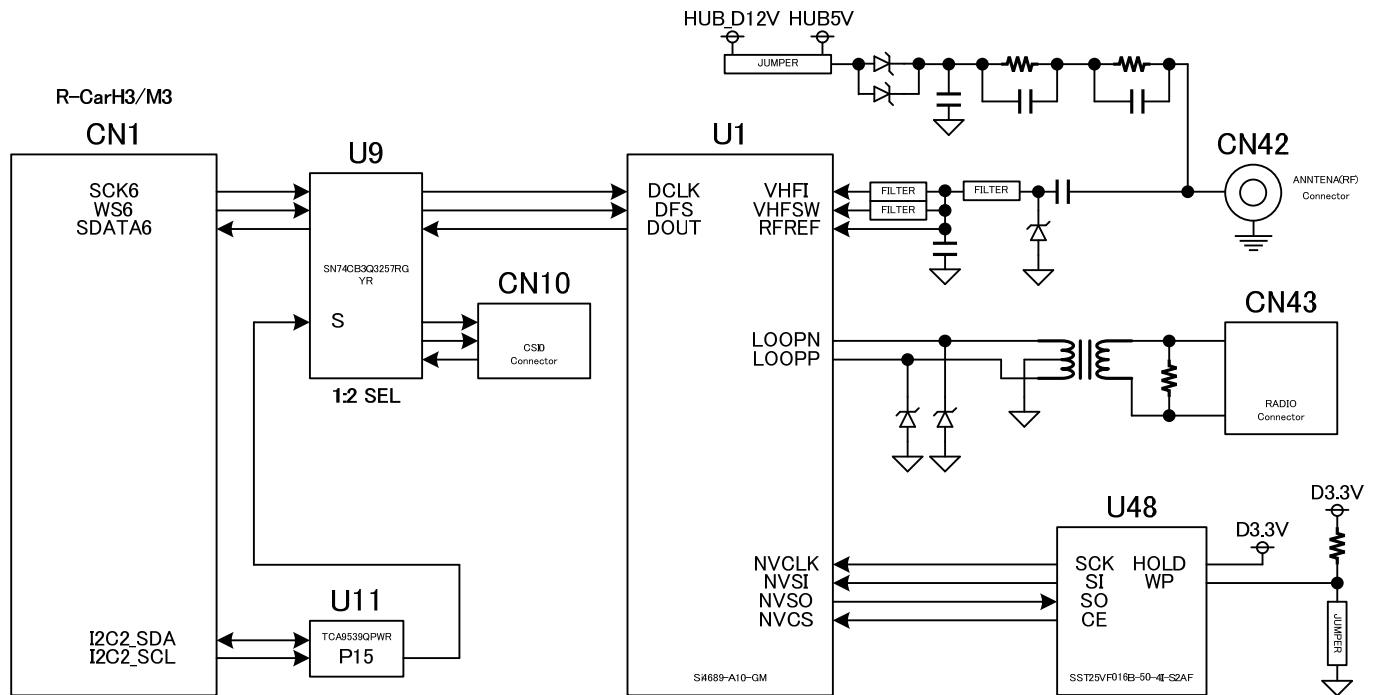 HUB_D12V HUB5V
JUMPER
R-CarH3/M3
CN1
SCK6
WS6
SDATA6
I2C2_SDA
I2C2_SCL
U9
SN74CB3Q3257RG
YR
S
1:2 SEL
CN10
CSI0
Connector
U11
TCA9539QPWR
P15
U1
DCLK
DFS
DOUT
VHFI
VHFSW
RFREF
LOOPN
LOOPP
NVCLK
NVSI
NVSO
NVCS
Si4689-A10-GM
FILTER
FILTER
FILTER
CN42
ANNTENA(RF)
Connector
CN43
RADIO
Connector
U48
SCK HOLD
SI WP
SO
CE
SST25VF016B-50-4I-S2AF
D3.3V
D3.3V
JUMPER